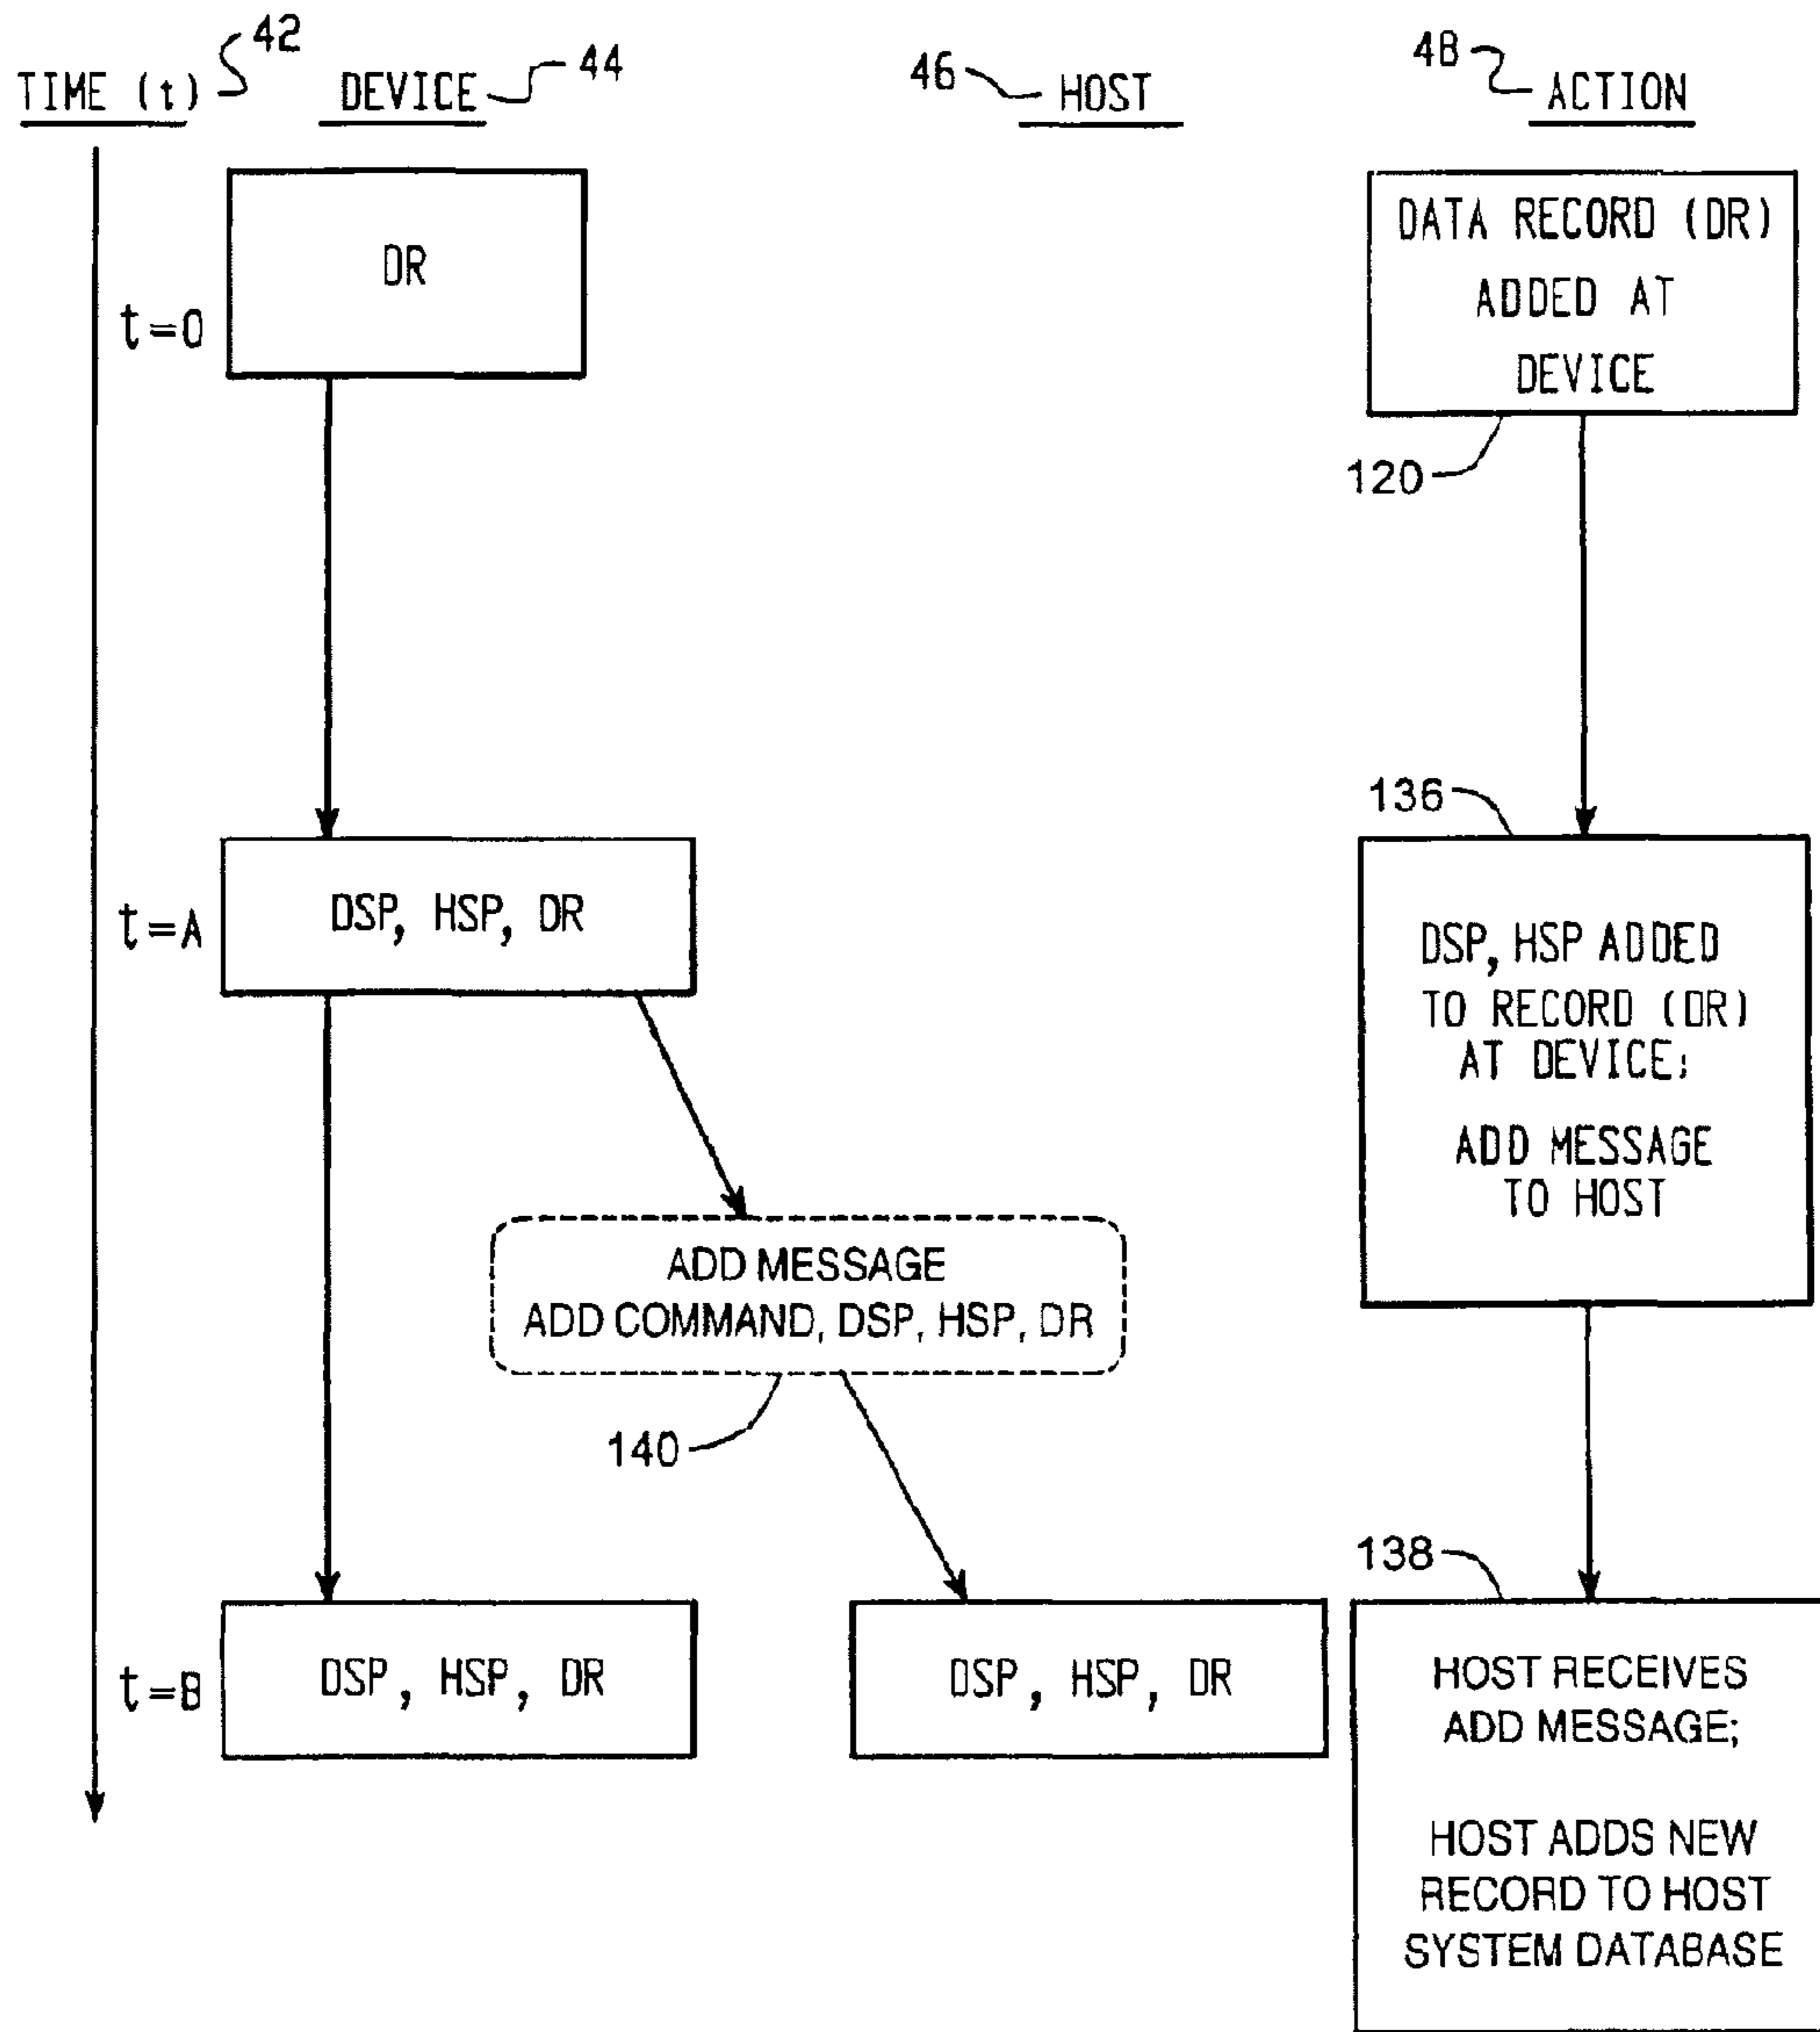 TIME (t) 42
DEVICE 44
46 HOST
48 ACTION
t=0
DR
DATA RECORD (DR)
ADDED AT
DEVICE
120
t=A
DSP, HSP, DR
136
DSP, HSP ADDED
TO RECORD (DR)
AT DEVICE;
ADD MESSAGE
TO HOST
ADD MESSAGE
ADD COMMAND, DSP, HSP, DR
140
t=B
DSP, HSP, DR
DSP, HSP, DR
138
HOST RECEIVES
ADD MESSAGE;
HOST ADDS NEW
RECORD TO HOST
SYSTEM DATABASE